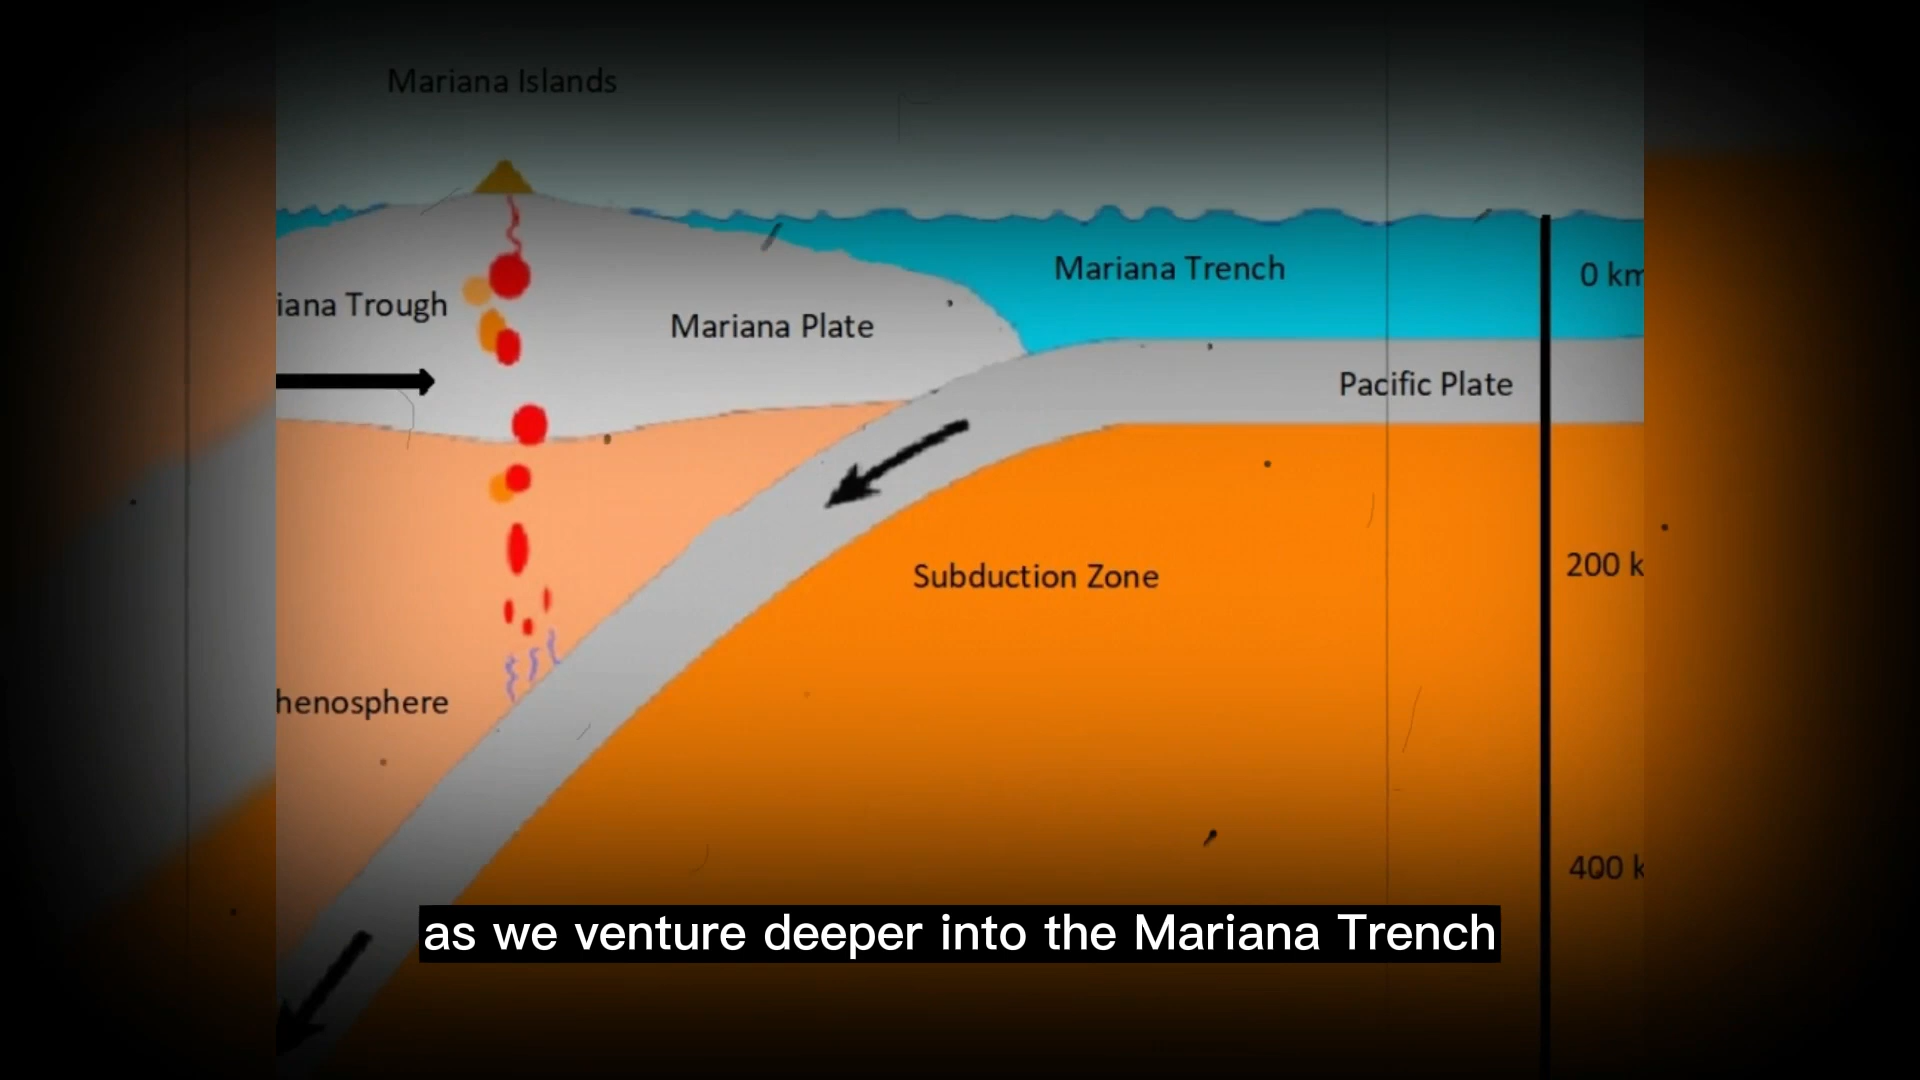 Mariana Islands
Mariana Trench
0 km
iana Trough
Mariana Plate
Pacific Plate
200 k
Subduction Zone
henosphere
400 k
as we venture deeper into the Mariana Trench